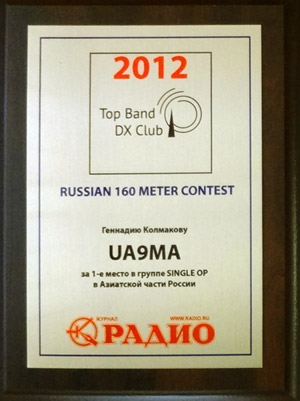 2012
Top Band
DX Club
RUSSIAN 160 METER CONTEST
Геннадию Колмакову
UA9MA
за 1-е место в группе SINGLE OP
в Азиатской части России
ЖУРНАЛ WWW.RADIO.RU
РАДИО